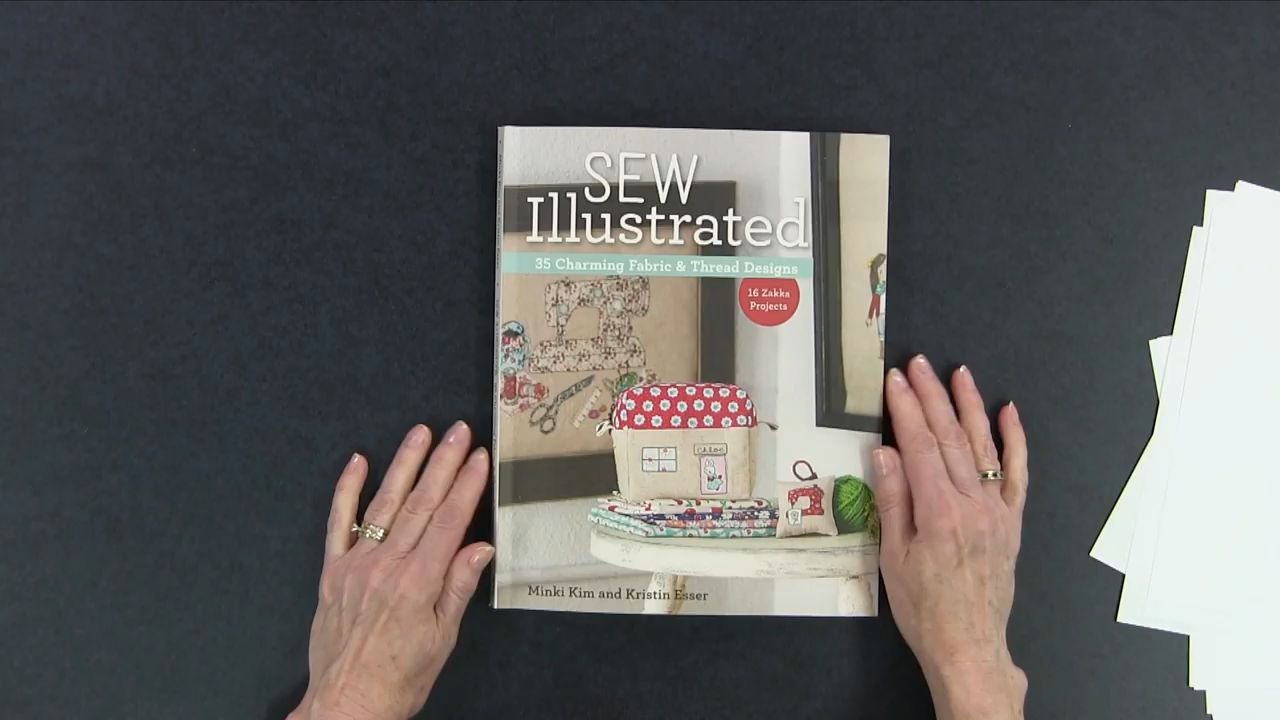 SEW
Illustrated
35 Charming Fabric & Thread Designs
16 Zakka
Projects
Minki Kim and Kristin Esser